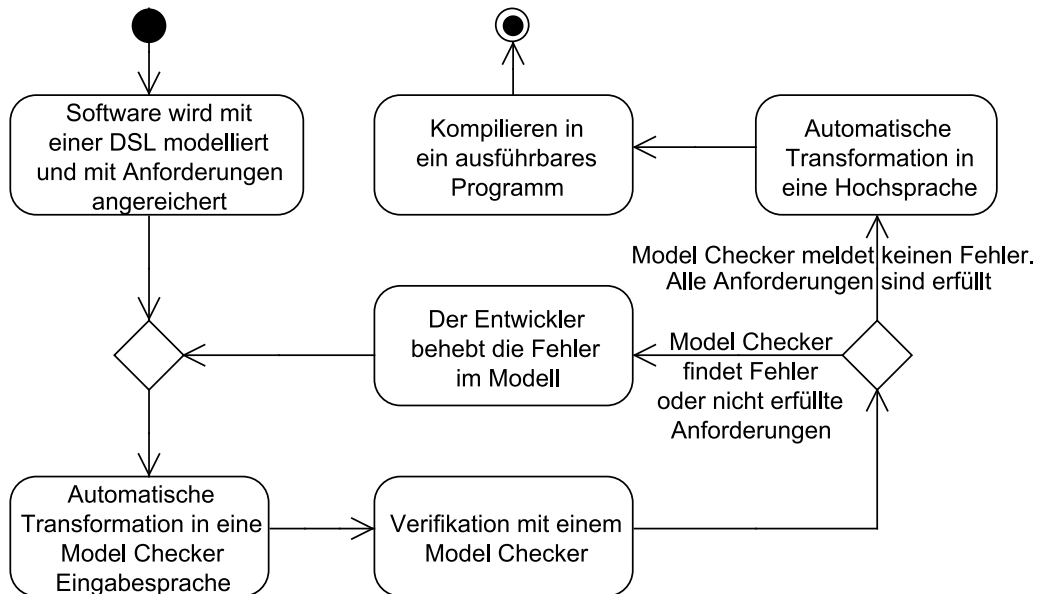 Software wird mit
einer DSL modelliert
und mit Anforderungen
angereichert
Kompilieren in
ein ausführbares
Programm
Automatische
Transformation in
eine Hochsprache
Model Checker meldet keinen Fehler.
Alle Anforderungen sind erfüllt
Der Entwickler
behebt die Fehler
im Modell
Model Checker
findet Fehler
oder nicht erfüllte
Anforderungen
Automatische
Transformation in eine
Model Checker
Eingabesprache
Verifikation mit einem
Model Checker